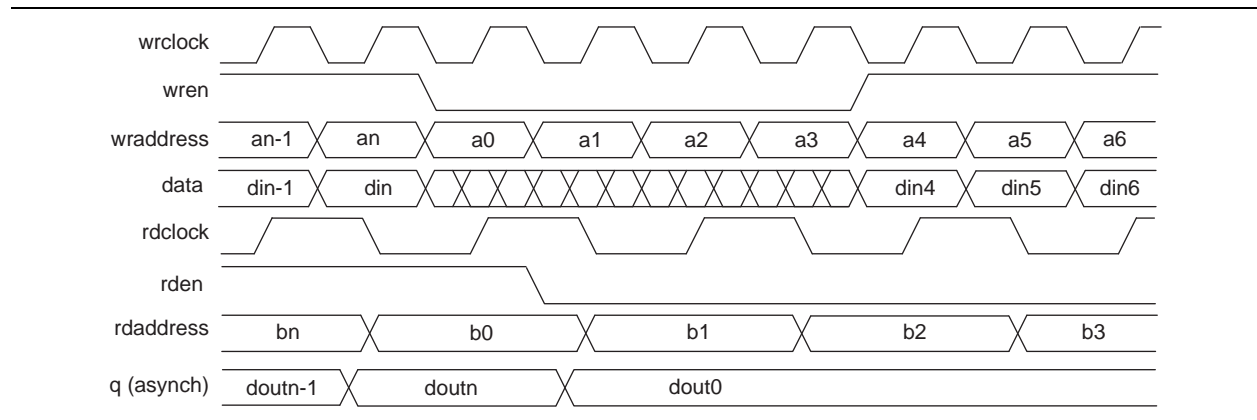 wrclock
wren
wraddress an-1 an a0 a1 a2 a3 a4 a5 a6
data din-1 din din4 din5 din6
rdclock
rden
rdaddress bn b0 b1 b2 b3
q (asynch) doutn-1 doutn dout0